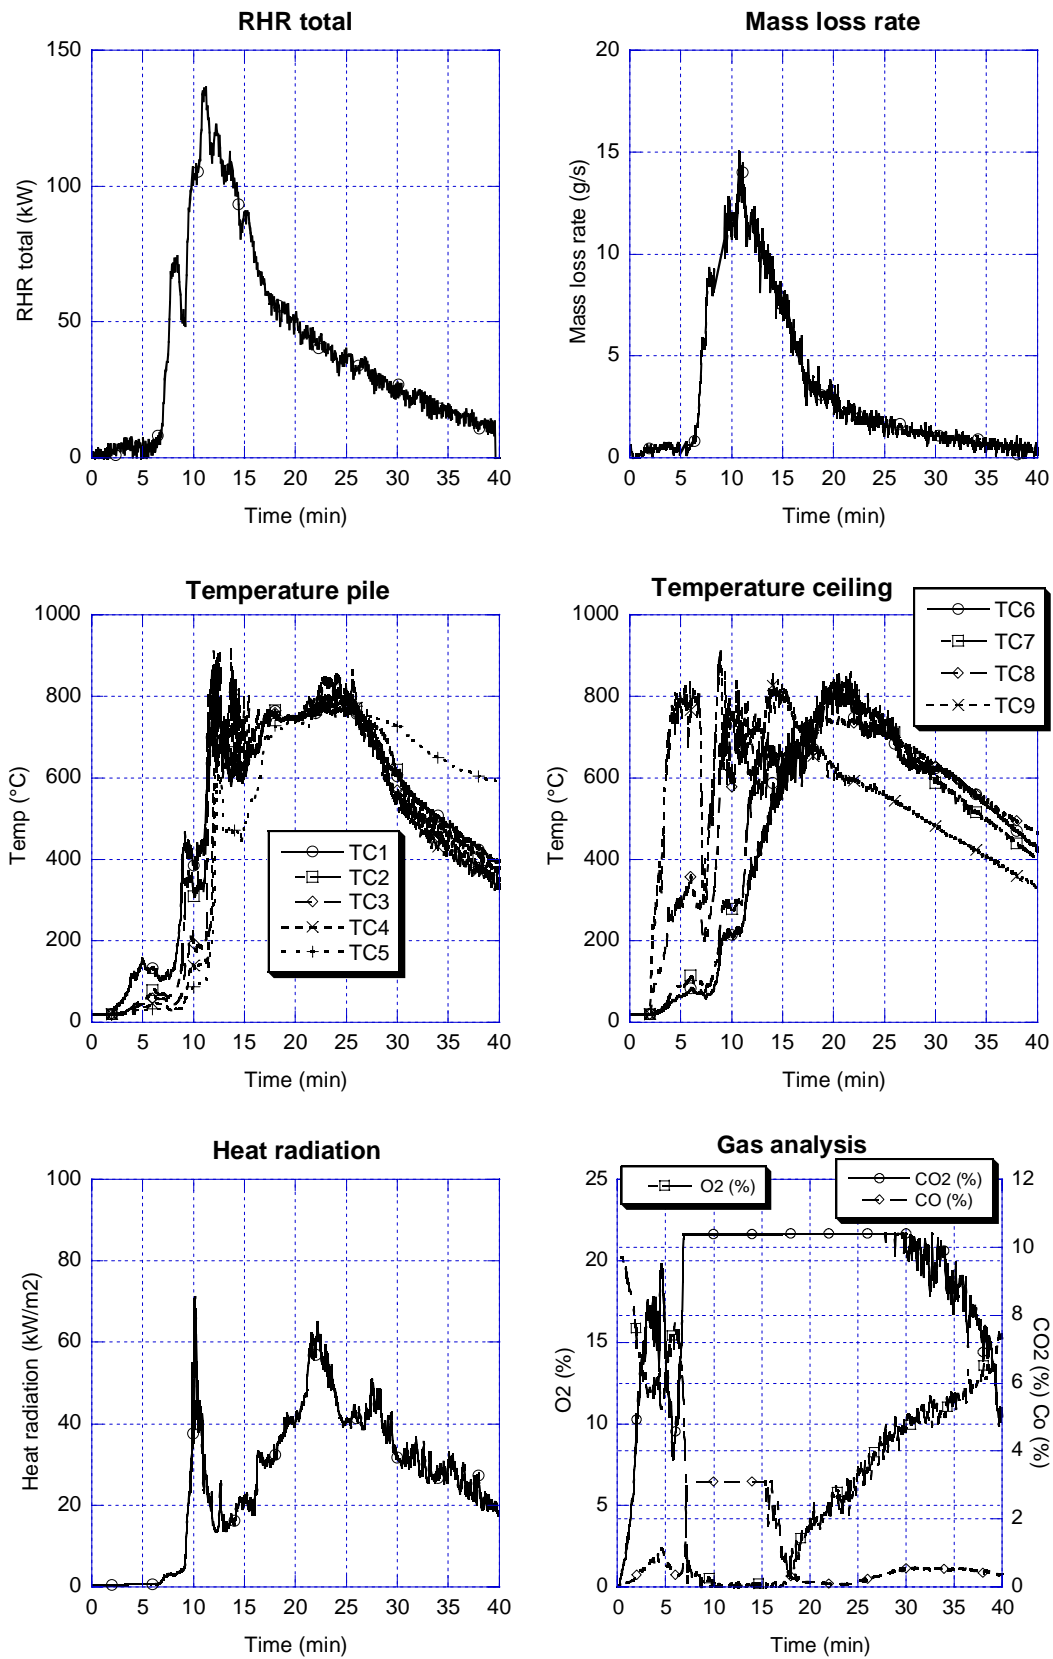 RHR total
150
100
50
0
RHR total (kW)
0 5 10 15 20 25 30 35 40
Time (min)
Mass loss rate
20
15
10
5
0
Mass loss rate (g/s)
0 5 10 15 20 25 30 35 40
Time (min)
Temperature pile
1000
800
600
400
200
0
Temp (°C)
TC1
TC2
TC3
TC4
TC5
0 5 10 15 20 25 30 35 40
Time (min)
Temperature ceiling
1000
800
600
400
200
0
Temp (°C)
TC6
TC7
TC8
TC9
0 5 10 15 20 25 30 35 40
Time (min)
Heat radiation
100
80
60
40
20
0
Heat radiation (kW/m2)
0 5 10 15 20 25 30 35 40
Time (min)
Gas analysis
25
20
15
10
5
0
O2 (%)
O2 (%)
CO2 (%)
CO (%)
12
10
8
6
4
2
0
CO2 (%) Co (%)
0 5 10 15 20 25 30 35 40
Time (min)